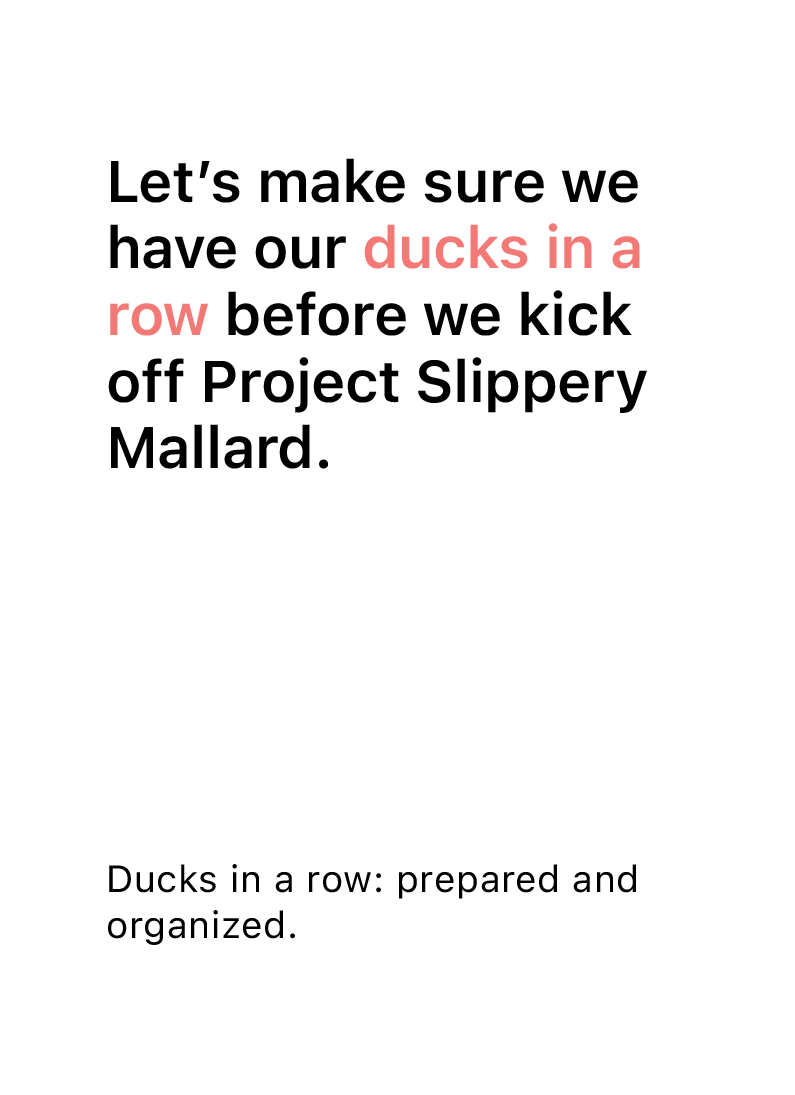 Let’s make sure we
have our ducks in a
row before we kick
off Project Slippery
Mallard.
Ducks in a row: prepared and
organized.